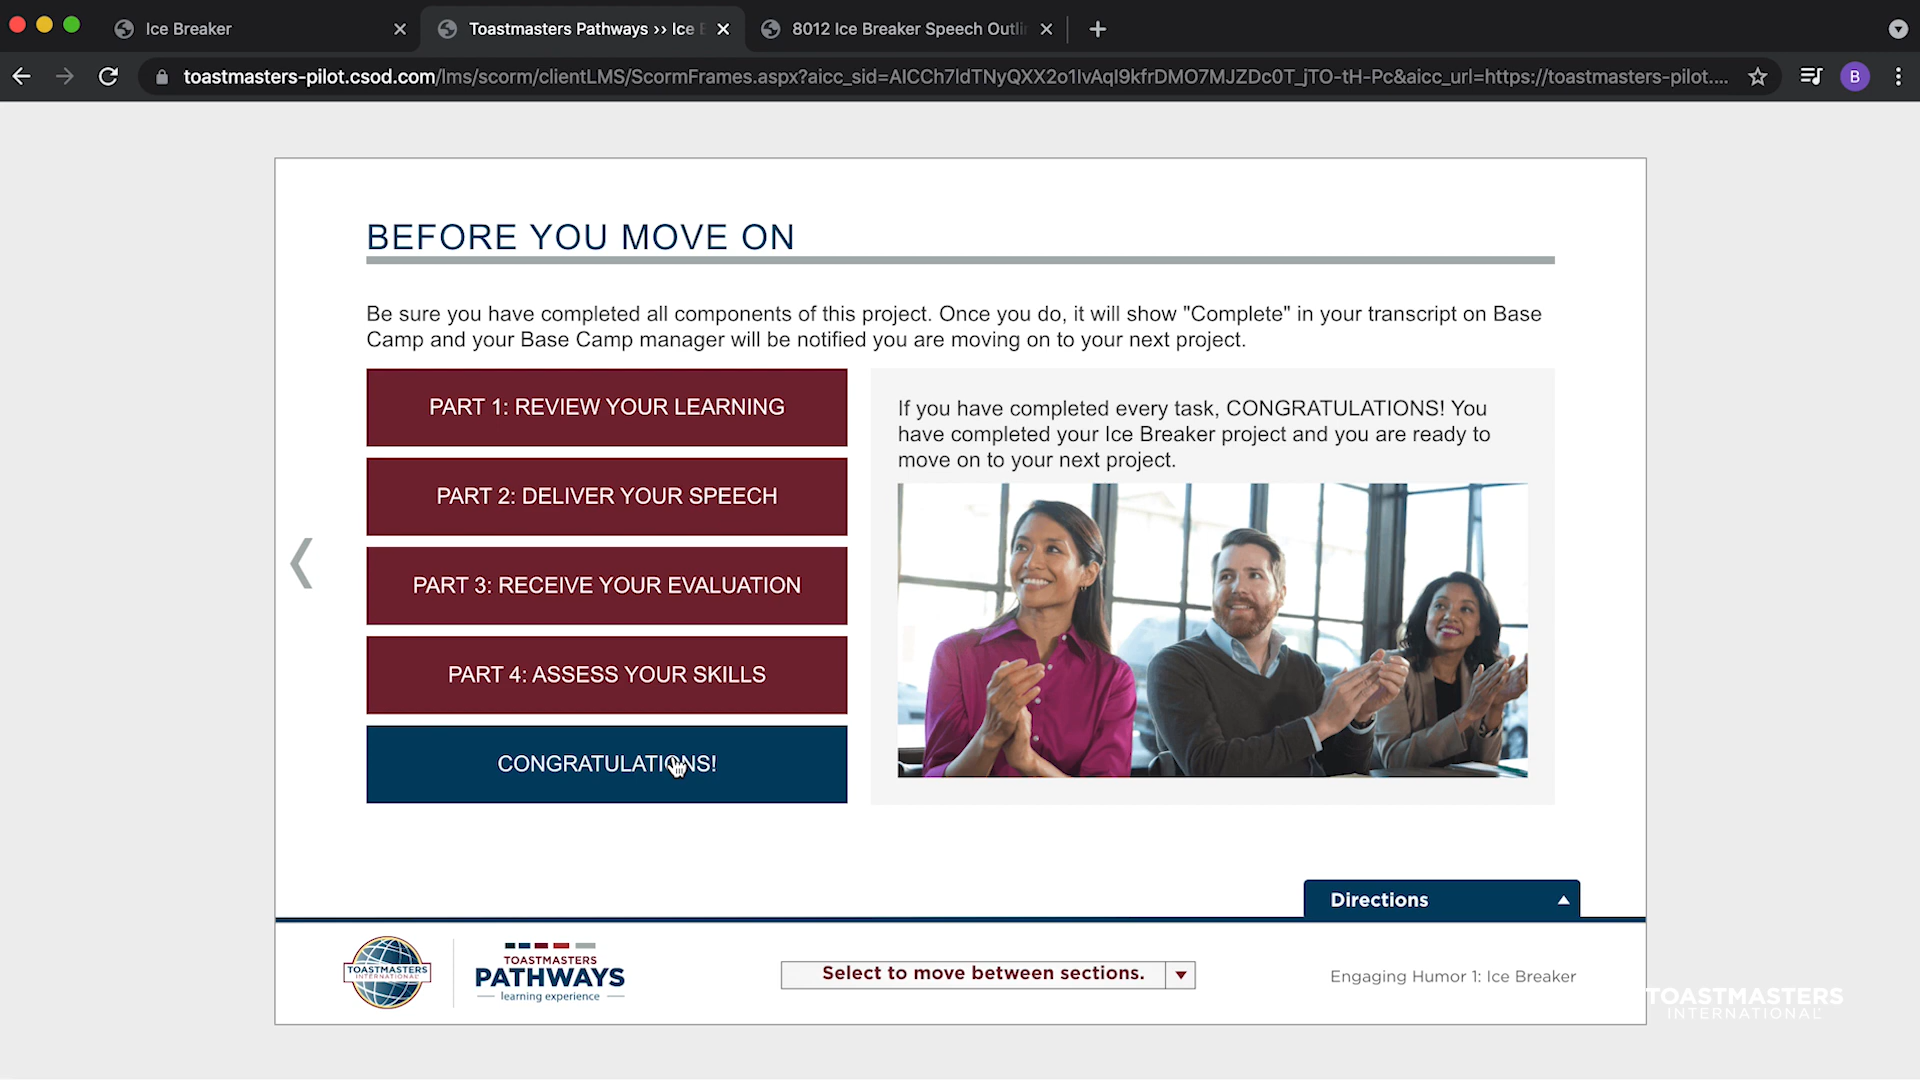 Ice Breaker
Toastmasters Pathways >> Ice B
8012 Ice Breaker Speech Outli
toastmasters-pilot.csod.com/lms/scorm/clientLMS/ScormFrames.aspx?aicc_sid=AICCh7ldTNyQXX2o1lvAqI9kfrDMO7MJZDc0T_jTO-tH-Pc&aicc_url=https://toastmasters-pilot....
B
BEFORE YOU MOVE ON
Be sure you have completed all components of this project. Once you do, it will show "Complete" in your transcript on Base
Camp and your Base Camp manager will be notified you are moving on to your next project.
PART 1: REVIEW YOUR LEARNING
PART 2: DELIVER YOUR SPEECH
PART 3: RECEIVE YOUR EVALUATION
PART 4: ASSESS YOUR SKILLS
CONGRATULATIONS!
If you have completed every task, CONGRATULATIONS! You
have completed your Ice Breaker project and you are ready to
move on to your next project.
Directions
TOASTMASTERS
INTERNATIONAL
TOASTMASTERS
PATHWAYS
learning experience
Select to move between sections.
Engaging Humor 1: Ice Breaker
TOASTMASTERS
INTERNATIONAL